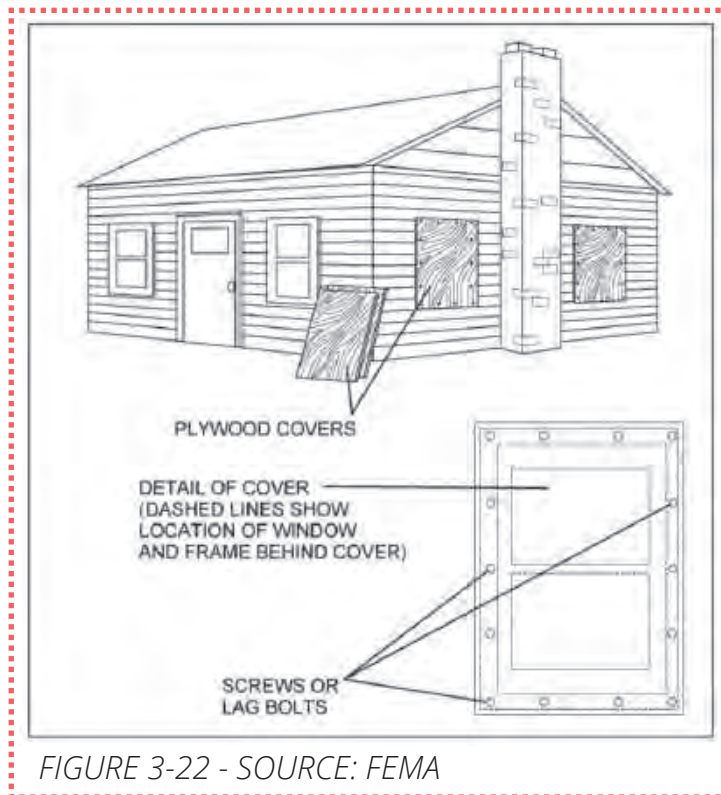 PLYWOOD COVERS
DETAIL OF COVER
(DASHED LINES SHOW
LOCATION OF WINDOW
AND FRAME BEHIND COVER)
SCREWS OR
LAG BOLTS
FIGURE 3-22 - SOURCE: FEMA